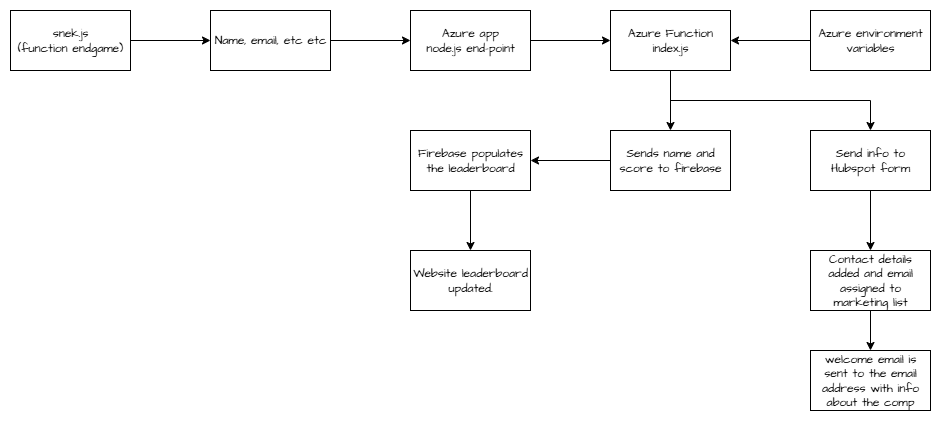 snek.js
(function endgame)
Name, email, etc etc
Azure app
node.js end-point
Azure Function
index.js
Azure environment
variables
Firebase populates
the leaderboard
Sends name and
score to firebase
Send info to
Hubspot form
Website leaderboard
updated.
Contact details
added and email
assigned to
marketing list
welcome email is
sent to the email
address with info
about the comp